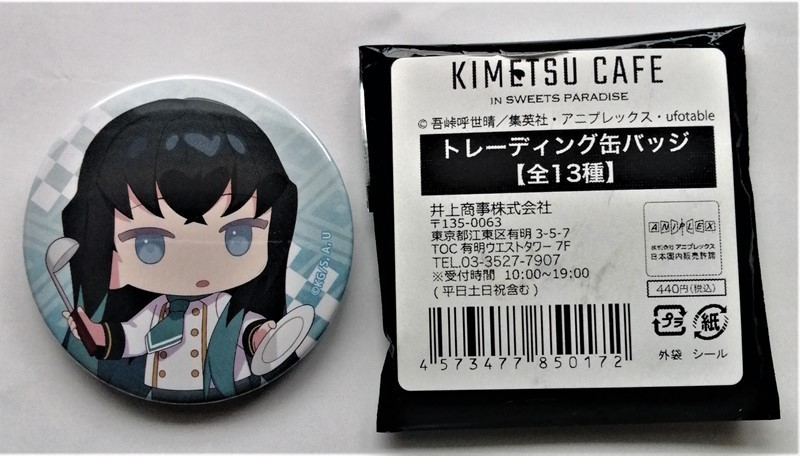 ©KG/S, A, U
KIMETSU CAFE
IN SWEETS PARADISE
© 吾峠呼世晴／集英社・アニプレックス・ufotable
トレーディング缶バッジ
【全13種】
井上商事株式会社
〒135-0063
東京都江東区有明 3-5-7
TOC 有明ウエストタワー 7F
TEL.03-3527-7907
※受付時間 10:00~19:00
(平日土日祝含む)
ANIPLEX
株式会社 アニプレックス
日本国内販売許諾
440円(税込)
プラ
紙
外袋 シール
4 573477 850172